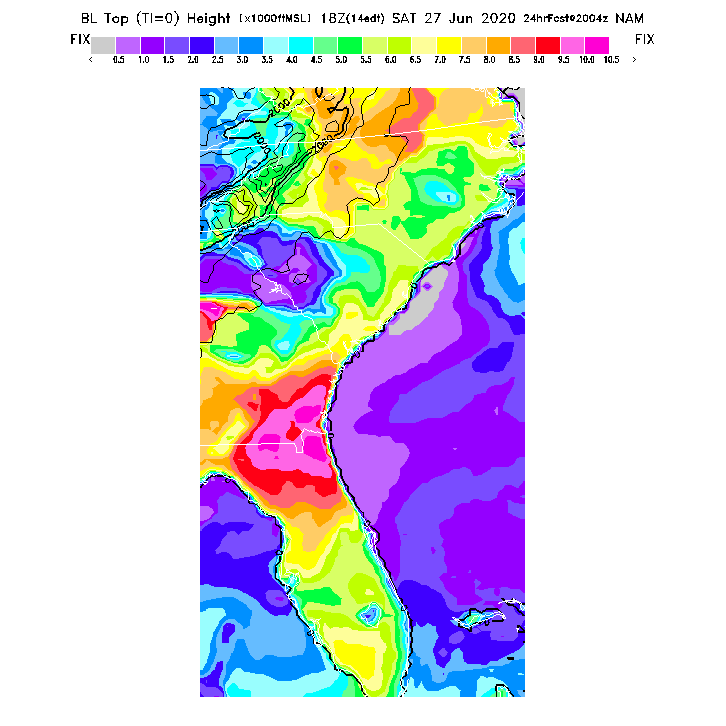 BL Top (TI=0) Height [x1000ftMSL] 18Z(14edt) SAT 27 Jun 2020 24hrFcst@2004z NAM
FIX FIX
< 0.5 1.0 1.5 2.0 2.5 3.0 3.5 4.0 4.5 5.0 5.5 6.0 6.5 7.0 7.5 8.0 8.5 9.0 9.5 10.0 10.5 >
2000
2000
2000